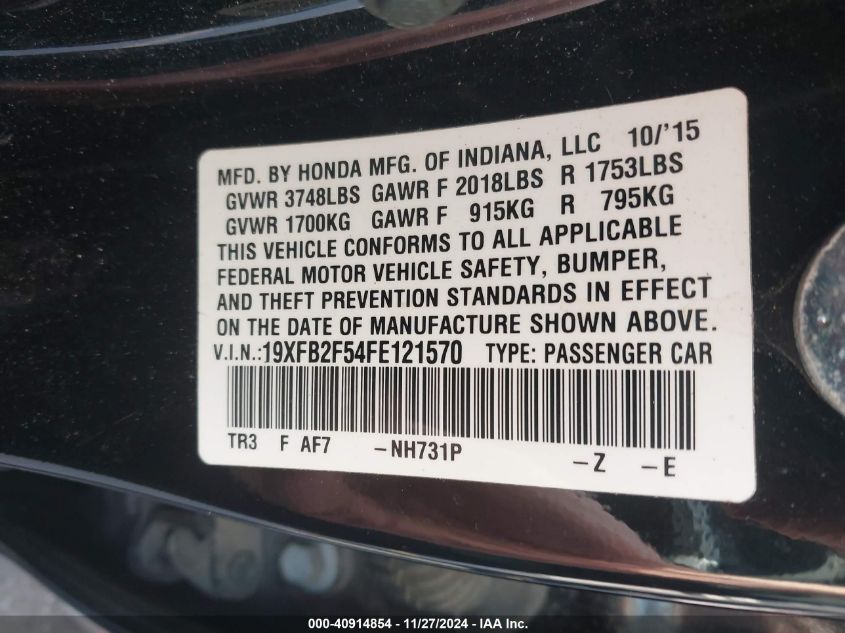 MFD. BY HONDA MFG. OF INDIANA, LLC 10/'15
GVWR 3748LBS GAWR F 2018LBS R 1753LBS
GVWR 1700KG GAWR F 915KG R 795KG
THIS VEHICLE CONFORMS TO ALL APPLICABLE
FEDERAL MOTOR VEHICLE SAFETY, BUMPER,
AND THEFT PREVENTION STANDARDS IN EFFECT
ON THE DATE OF MANUFACTURE SHOWN ABOVE.
V.I.N.:19XFB2F54FE121570 TYPE: PASSENGER CAR
TR3 F AF7 -NH731P -Z -E
000-40914854 - 11/27/2024 - IAA Inc.